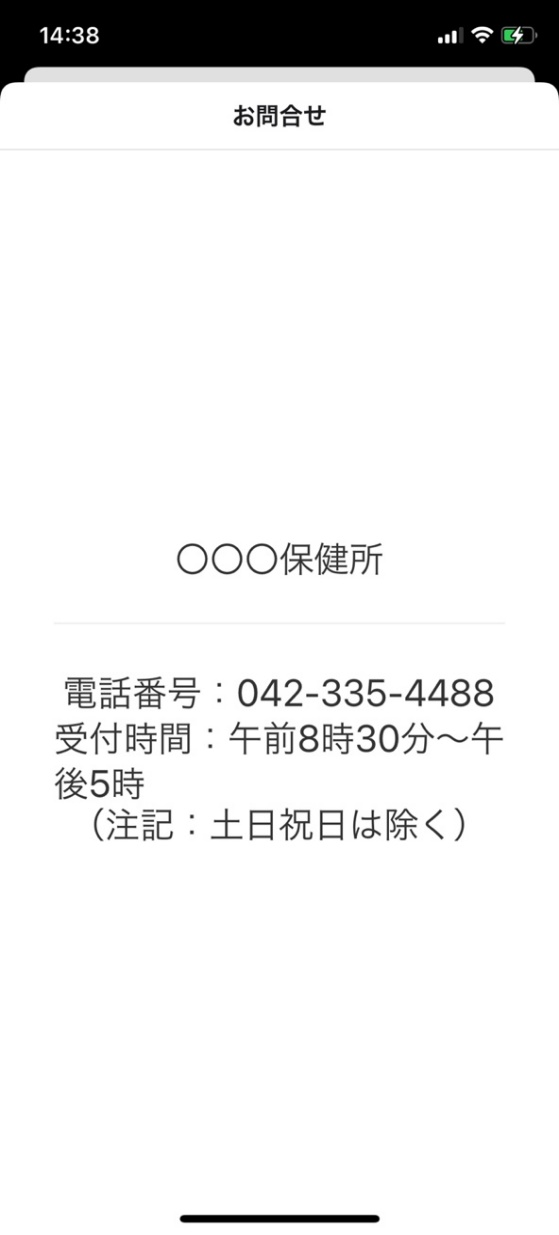 14:38
お問合せ
〇〇〇保健所
電話番号：042-335-4488
受付時間：午前8時30分〜午
後5時
（注記：土日祝日は除く）